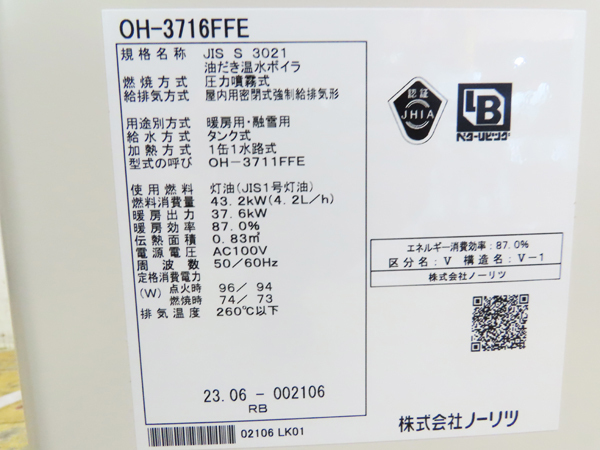 OH-3716FFE
規格名称 JIS S 3021
油だき温水ボイラ
燃焼方式 圧力噴霧式
給排気方式 屋内用密閉式強制給排気形
用途別方式 暖房用・融雪用
給水方式 タンク式
加熱方式 1缶1水路式
型式の呼び OH-3711FFE
使用燃料 灯油(JIS1号灯油)
燃料消費量 43.2kW(4.2L/h)
暖房出力 37.6kW
暖房効率 87.0%
伝熱面積 0.83㎡
電源電圧 AC100V
周波数 50/60Hz
定格消費電力
(W) 点火時 96/94
燃焼時 74/73
排気温度 260℃以下
23.06-002106
RB
02106 LK01
認証
JHIA
LB
ベターリビング
エネルギー消費効率:87.0%
区分名:V 構造名:V-1
株式会社ノーリツ
株式会社ノーリツ